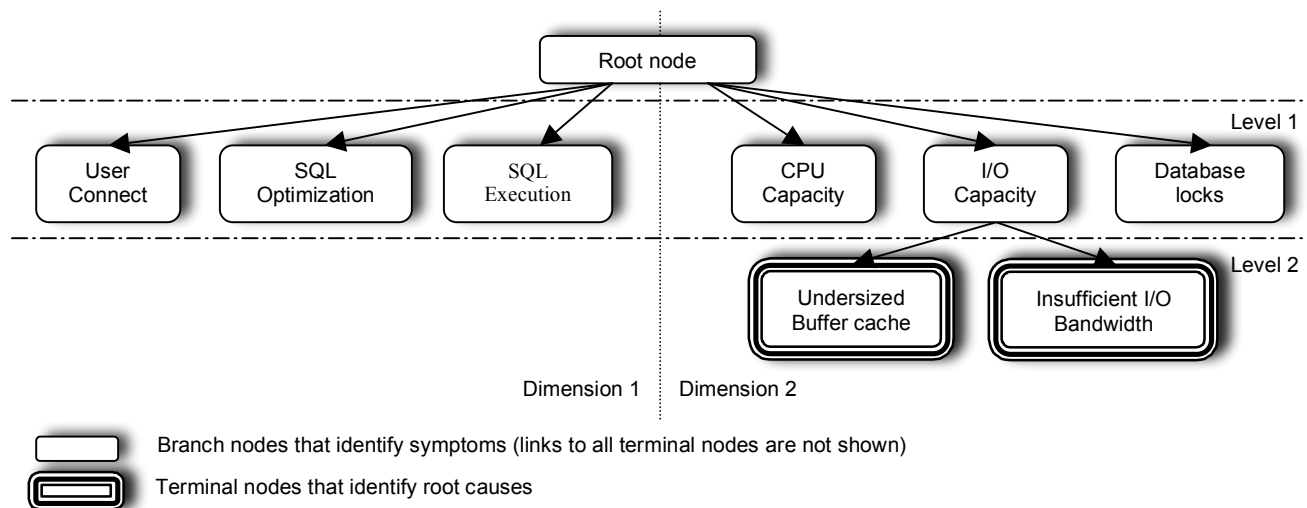 Root node
Level 1
User
Connect
SQL
Optimization
SQL
Execution
CPU
Capacity
I/O
Capacity
Database
locks
Level 2
Undersized
Buffer cache
Insufficient I/O
Bandwidth
Dimension 1
Dimension 2
Branch nodes that identify symptoms (links to all terminal nodes are not shown)
Terminal nodes that identify root causes